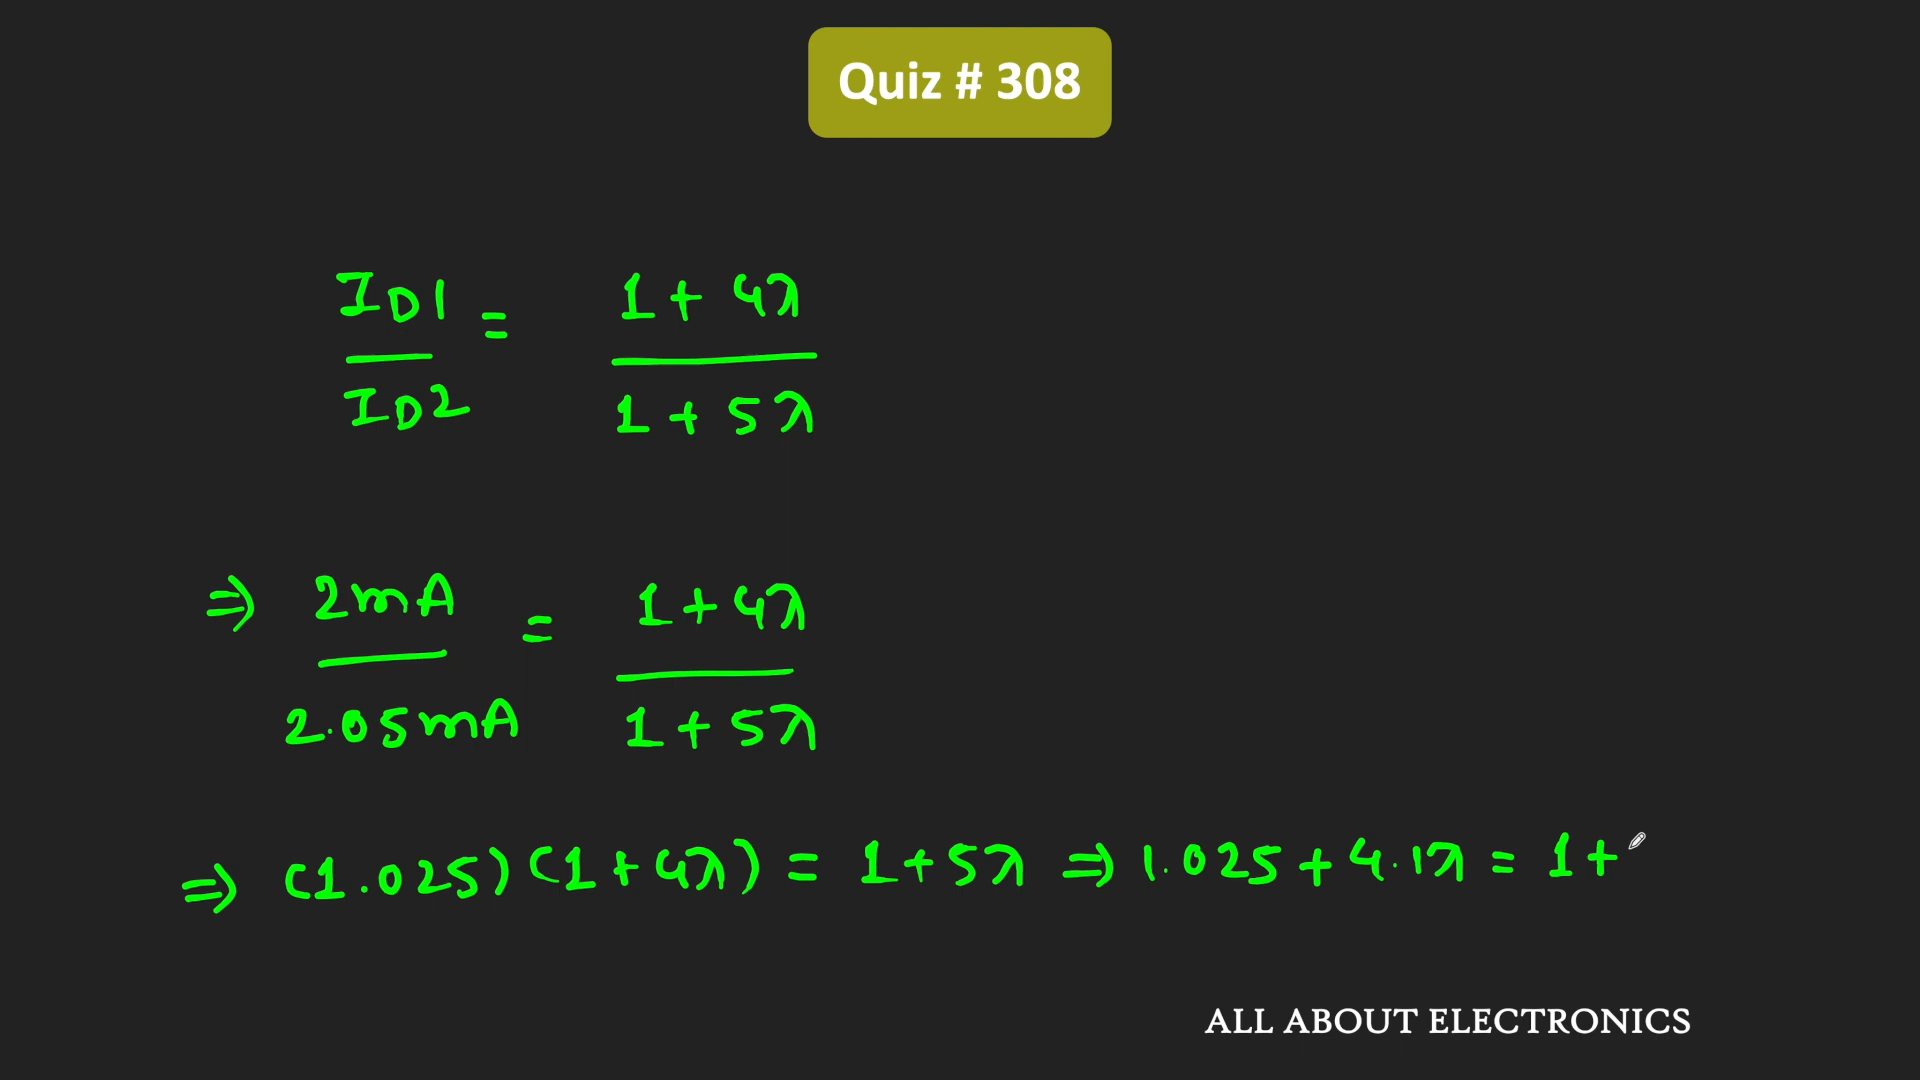 Quiz # 308
ID1 = 1 + 4λ
ID2 1 + 5λ
⇒ 2mA = 1 + 4λ
2.05mA 1 + 5λ
⇒ (1.025) (1 + 4λ) = 1 + 5λ ⇒ 1.025 + 4.1λ = 1 +
ALL ABOUT ELECTRONICS